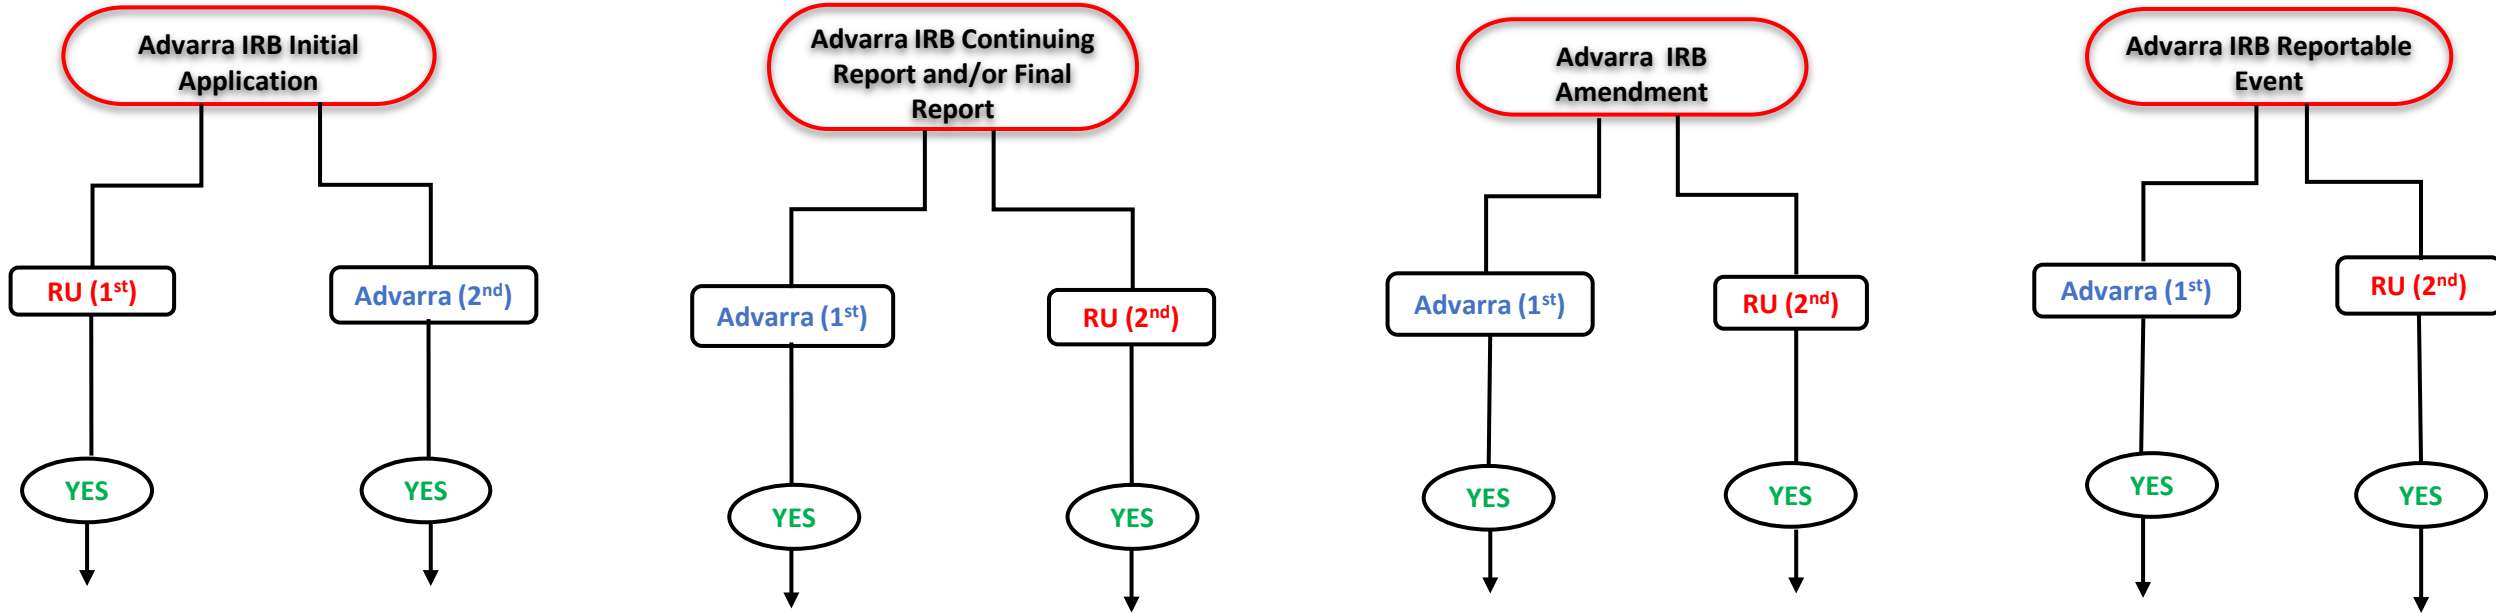 Advarra IRB Initial
Application
RU (1st)
Advarra (2nd)
YES
YES
Advarra IRB Continuing
Report and/or Final
Report
Advarra (1st)
RU (2nd)
YES
YES
Advarra IRB
Amendment
Advarra (1st)
RU (2nd)
YES
YES
Advarra IRB Reportable
Event
Advarra (1st)
RU (2nd)
YES
YES